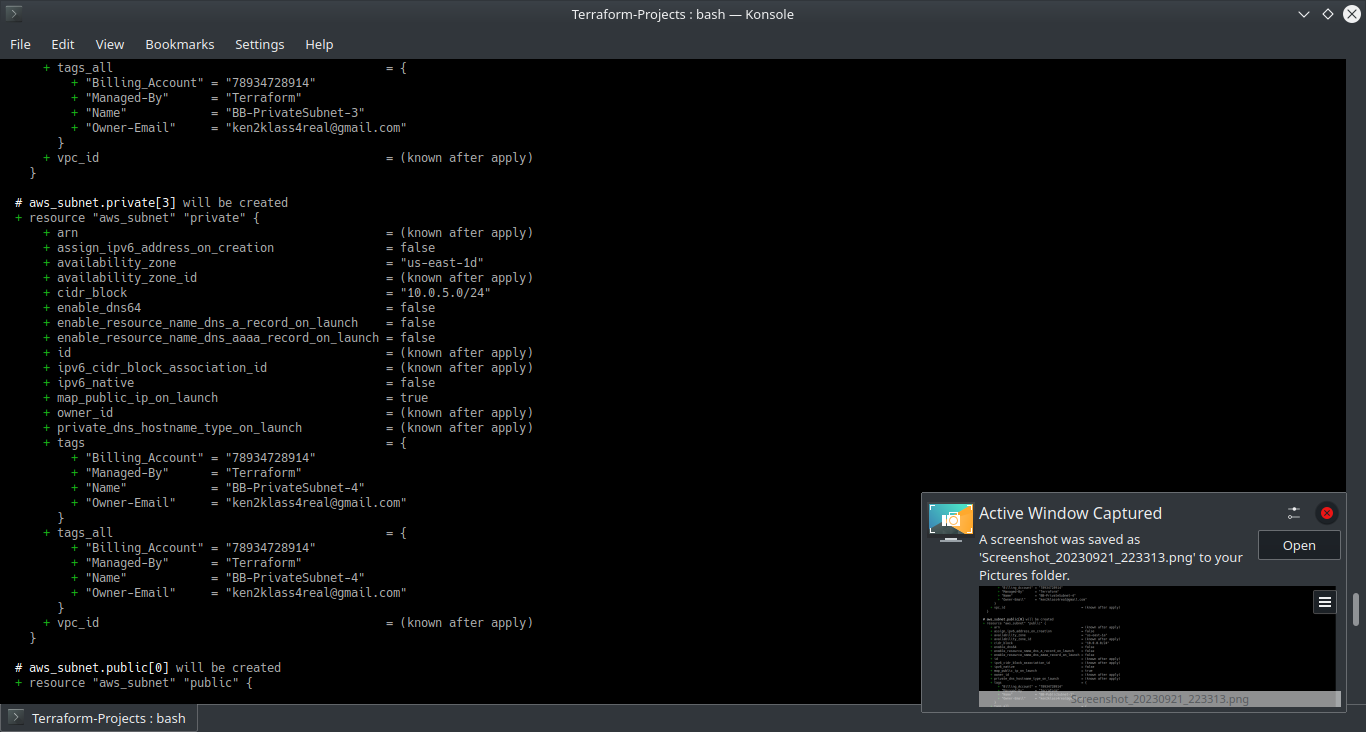 Terraform-Projects : bash — Konsole
File Edit View Bookmarks Settings Help
+ tags_all = {
+ "Billing_Account" = "78934728914"
+ "Managed-By" = "Terraform"
+ "Name" = "BB-PrivateSubnet-3"
+ "Owner-Email" = "ken2klass4real@gmail.com"
}
+ vpc_id = (known after apply)
}
# aws_subnet.private[3] will be created
+ resource "aws_subnet" "private" {
+ arn = (known after apply)
+ assign_ipv6_address_on_creation = false
+ availability_zone = "us-east-1d"
+ availability_zone_id = (known after apply)
+ cidr_block = "10.0.5.0/24"
+ enable_dns64 = false
+ enable_resource_name_dns_a_record_on_launch = false
+ enable_resource_name_dns_aaaa_record_on_launch = false
+ id = (known after apply)
+ ipv6_cidr_block_association_id = (known after apply)
+ ipv6_native = false
+ map_public_ip_on_launch = true
+ owner_id = (known after apply)
+ private_dns_hostname_type_on_launch = (known after apply)
+ tags = {
+ "Billing_Account" = "78934728914"
+ "Managed-By" = "Terraform"
+ "Name" = "BB-PrivateSubnet-4"
+ "Owner-Email" = "ken2klass4real@gmail.com"
}
+ tags_all = {
+ "Billing_Account" = "78934728914"
+ "Managed-By" = "Terraform"
+ "Name" = "BB-PrivateSubnet-4"
+ "Owner-Email" = "ken2klass4real@gmail.com"
}
+ vpc_id = (known after apply)
}
# aws_subnet.public[0] will be created
+ resource "aws_subnet" "public" {
Active Window Captured
A screenshot was saved as
'Screenshot_20230921_223313.png' to your
Pictures folder.
Open
Screenshot_20230921_223313.png
Terraform-Projects : bash